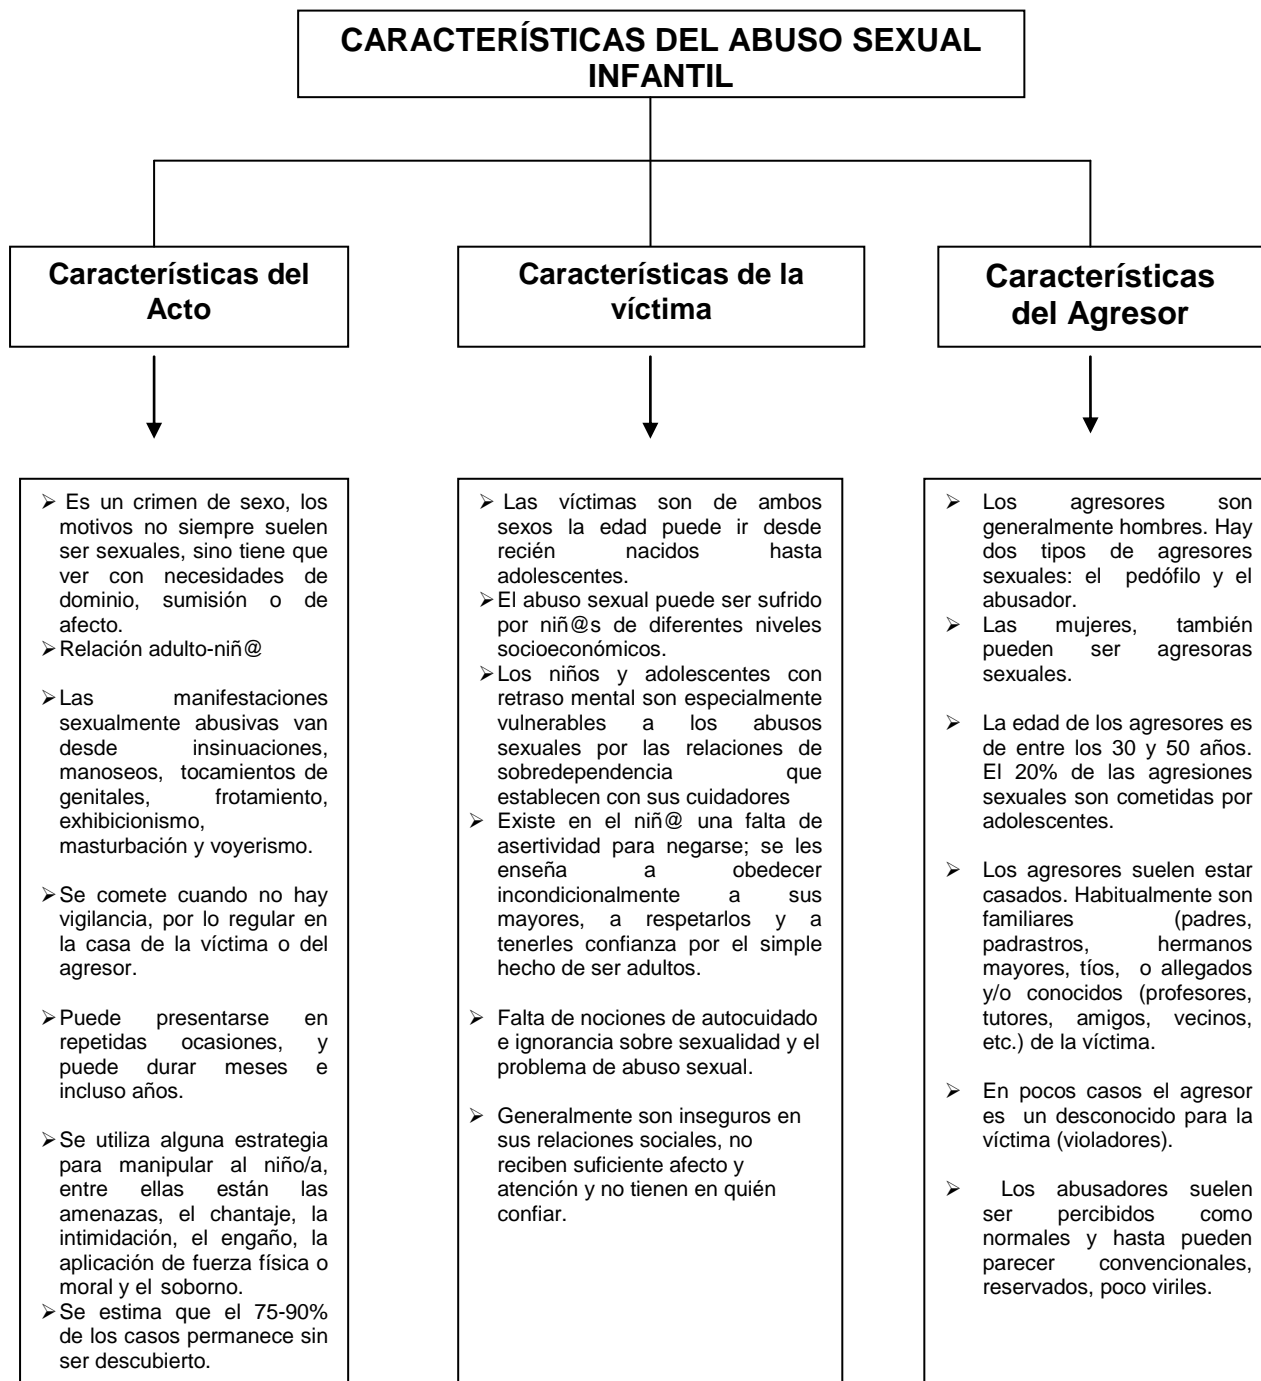 CARACTERÍSTICAS DEL ABUSO SEXUAL
INFANTIL
Características del
Acto
Características de la
víctima
Características
del Agresor
➢ Es un crimen de sexo, los
motivos no siempre suelen
ser sexuales, sino tiene que
ver con necesidades de
dominio, sumisión o de
afecto.
➢ Relación adulto-niñ@
➢ Las manifestaciones
sexualmente abusivas van
desde insinuaciones,
manoseos, tocamientos de
genitales, frotamiento,
exhibicionismo,
masturbación y voyerismo.
➢ Se comete cuando no hay
vigilancia, por lo regular en
la casa de la víctima o del
agresor.
➢ Puede presentarse en
repetidas ocasiones, y
puede durar meses e
incluso años.
➢ Se utiliza alguna estrategia
para manipular al niño/a,
entre ellas están las
amenazas, el chantaje, la
intimidación, el engaño, la
aplicación de fuerza física o
moral y el soborno.
➢ Se estima que el 75-90%
de los casos permanece sin
ser descubierto.
➢ Las víctimas son de ambos
sexos la edad puede ir desde
recién nacidos hasta
adolescentes.
➢ El abuso sexual puede ser sufrido
por niñ@s de diferentes niveles
socioeconómicos.
➢ Los niños y adolescentes con
retraso mental son especialmente
vulnerables a los abusos
sexuales por las relaciones de
sobredependencia que
establecen con sus cuidadores
➢ Existe en el niñ@ una falta de
asertividad para negarse; se les
enseña a obedecer
incondicionalmente a sus
mayores, a respetarlos y a
tenerles confianza por el simple
hecho de ser adultos.
➢ Falta de nociones de autocuidado
e ignorancia sobre sexualidad y el
problema de abuso sexual.
➢ Generalmente son inseguros en
sus relaciones sociales, no
reciben suficiente afecto y
atención y no tienen en quién
confiar.
➢ Los agresores son
generalmente hombres. Hay
dos tipos de agresores
sexuales: el pedófilo y el
abusador.
➢ Las mujeres, también
pueden ser agresoras
sexuales.
➢ La edad de los agresores es
de entre los 30 y 50 años.
El 20% de las agresiones
sexuales son cometidas por
adolescentes.
➢ Los agresores suelen estar
casados. Habitualmente son
familiares (padres,
padrastros, hermanos
mayores, tíos, o allegados
y/o conocidos (profesores,
tutores, amigos, vecinos,
etc.) de la víctima.
➢ En pocos casos el agresor
es un desconocido para la
víctima (violadores).
➢ Los abusadores suelen
ser percibidos como
normales y hasta pueden
parecer convencionales,
reservados, poco viriles.